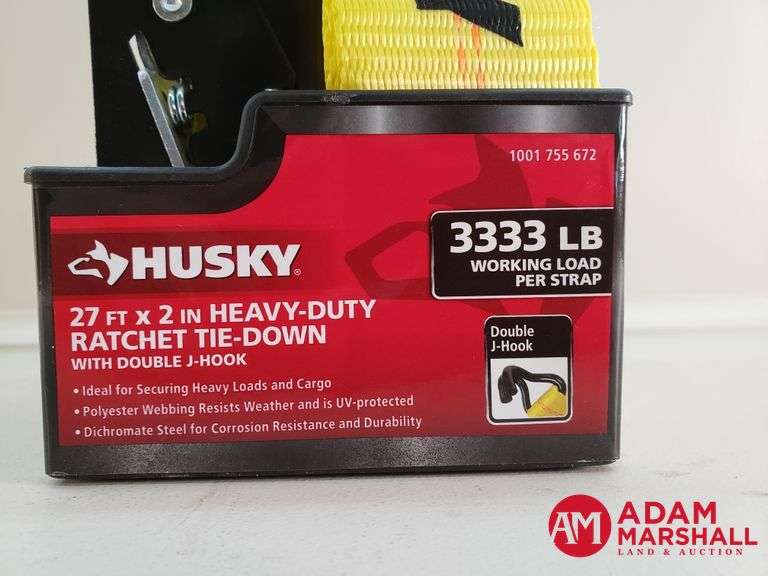 1001 755 672
HUSKY®
3333 LB
WORKING LOAD
PER STRAP
27 FT x 2 IN HEAVY-DUTY
RATCHET TIE-DOWN
WITH DOUBLE J-HOOK
Double
J-Hook
• Ideal for Securing Heavy Loads and Cargo
• Polyester Webbing Resists Weather and is UV-protected
• Dichromate Steel for Corrosion Resistance and Durability
AM ADAM
MARSHALL
LAND & AUCTION